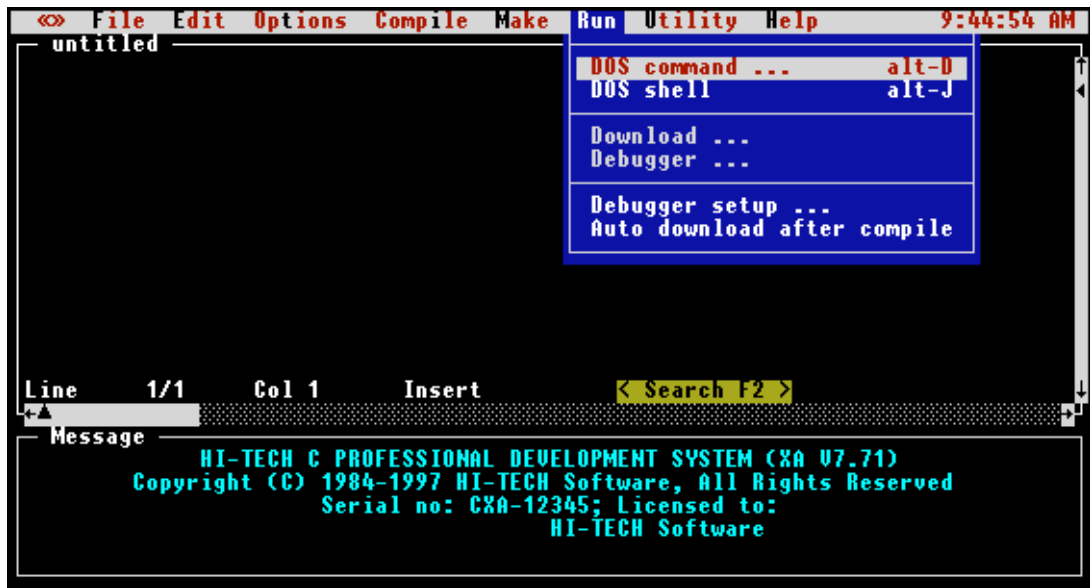 <<>> File Edit Options Compile Make Run Utility Help 9:44:54 AM
untitled
DOS command ... alt-D
DOS shell alt-J
Download ...
Debugger ...
Debugger setup ...
Auto download after compile
Line 1/1 Col 1 Insert < Search F2 >
Message
HI-TECH C PROFESSIONAL DEVELOPMENT SYSTEM (XA V7.71)
Copyright (C) 1984-1997 HI-TECH Software, All Rights Reserved
Serial no: CXA-12345; Licensed to:
HI-TECH Software